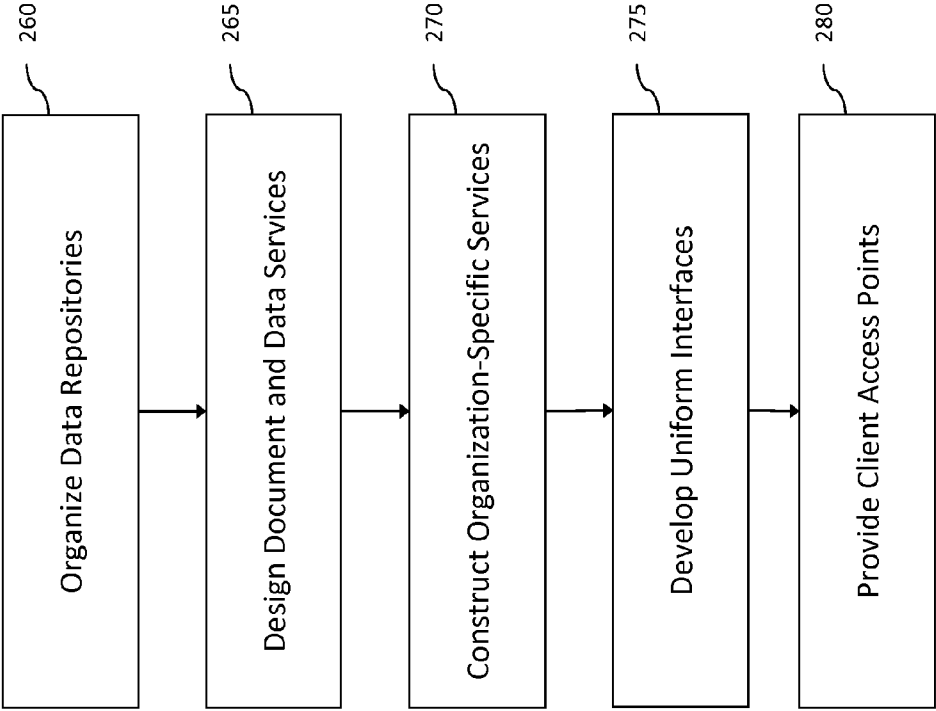 260
Organize Data Repositories
265
Design Document and Data Services
270
Construct Organization-Specific Services
275
Develop Uniform Interfaces
280
Provide Client Access Points